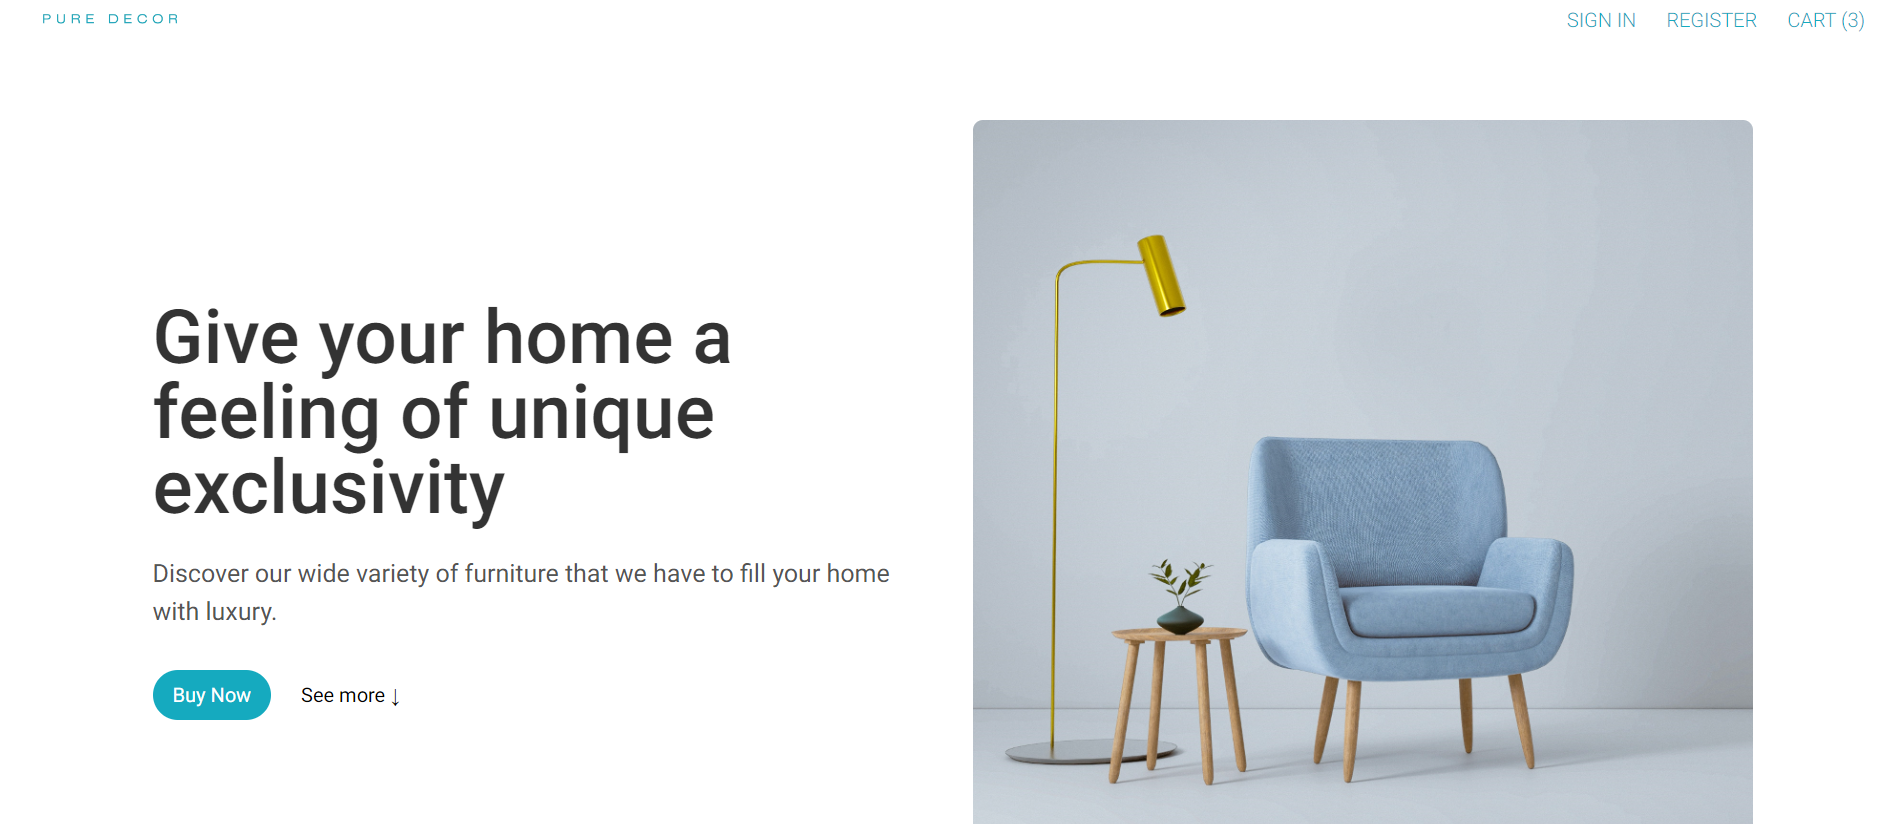 PURE DECOR
SIGN IN REGISTER CART (3)
Give your home a
feeling of unique
exclusivity
Discover our wide variety of furniture that we have to fill your home
with luxury.
Buy Now See more ↓